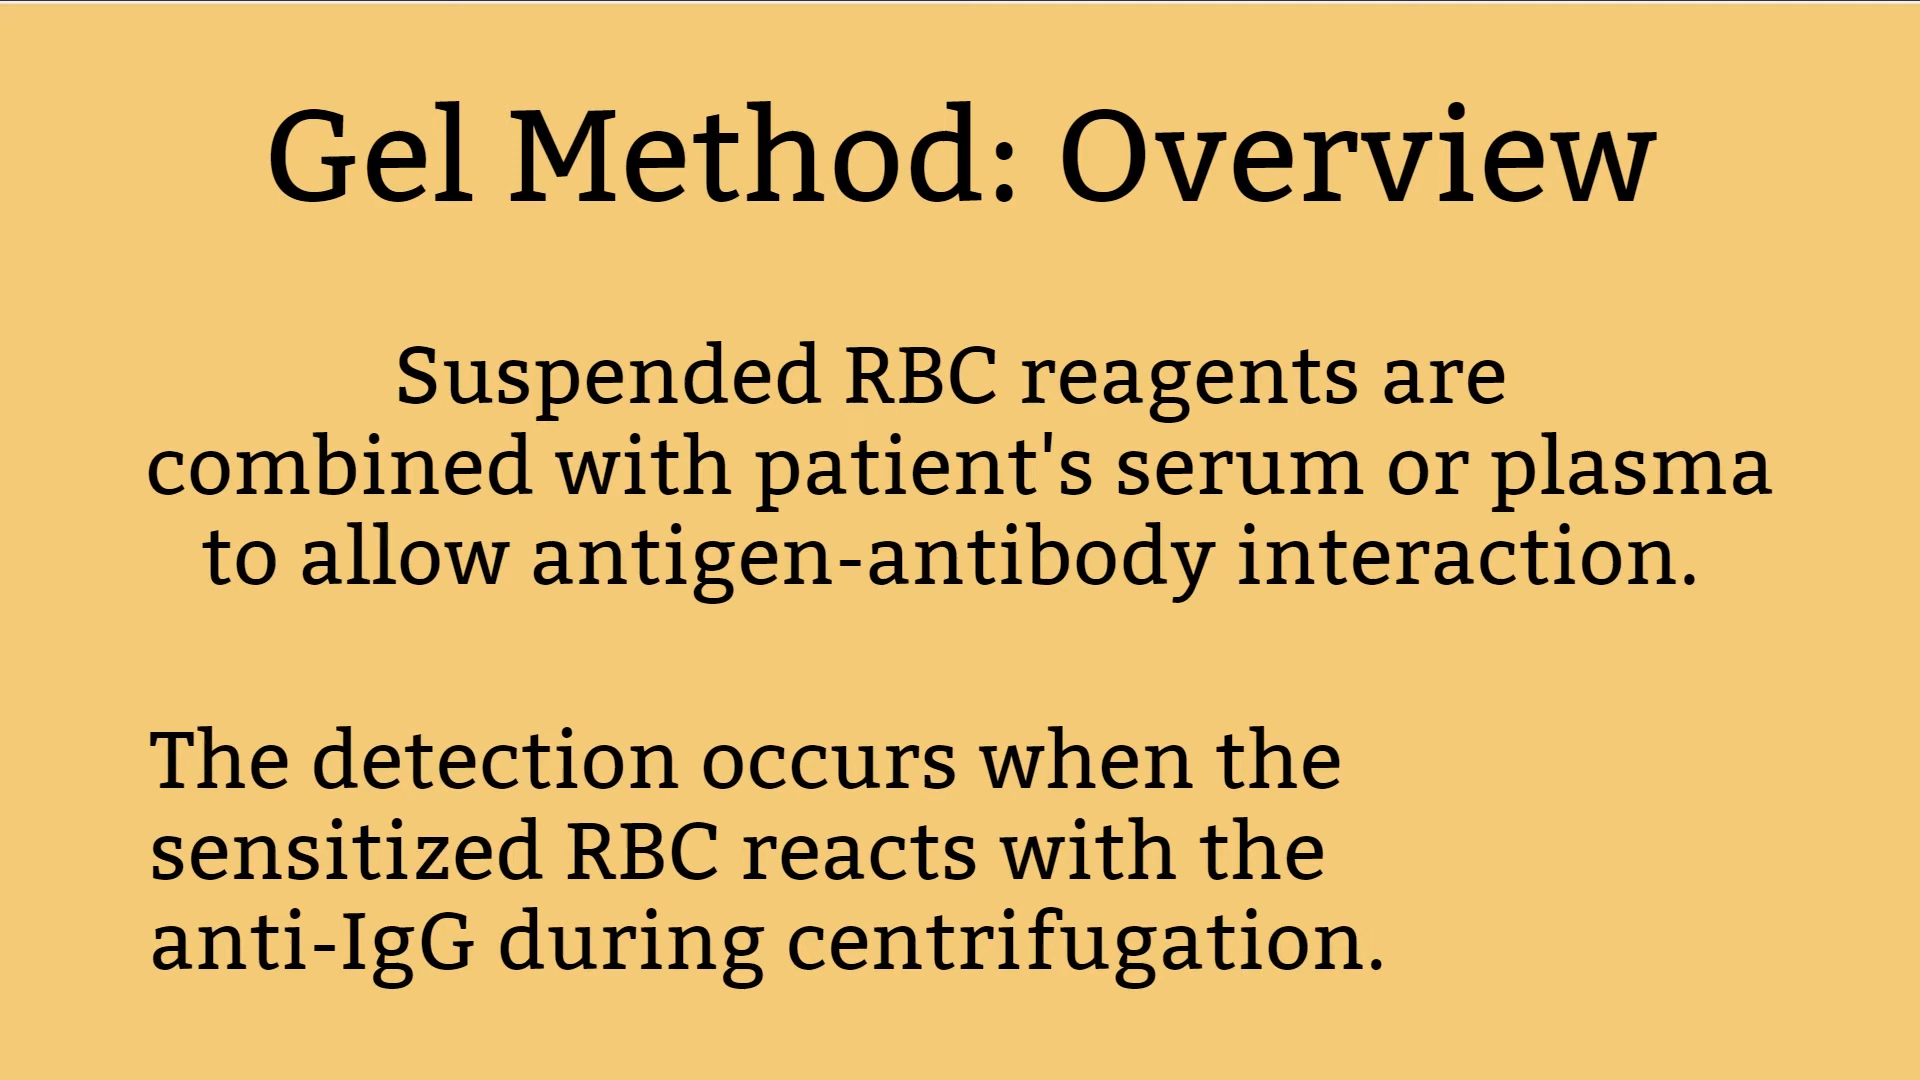 Gel Method: Overview
Suspended RBC reagents are
combined with patient's serum or plasma
to allow antigen-antibody interaction.
The detection occurs when the
sensitized RBC reacts with the
anti-IgG during centrifugation.